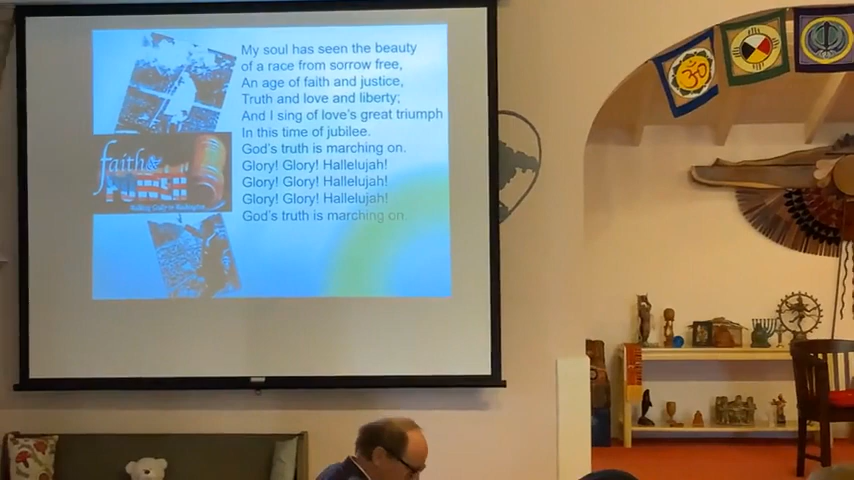 My soul has seen the beauty
of a race from sorrow free,
An age of faith and justice,
Truth and love and liberty;
And I sing of love's great triumph
In this time of jubilee.
God's truth is marching on.
Glory! Glory! Hallelujah!
Glory! Glory! Hallelujah!
Glory! Glory! Hallelujah!
God's truth is marching on.
faith&
POWER
ॐ